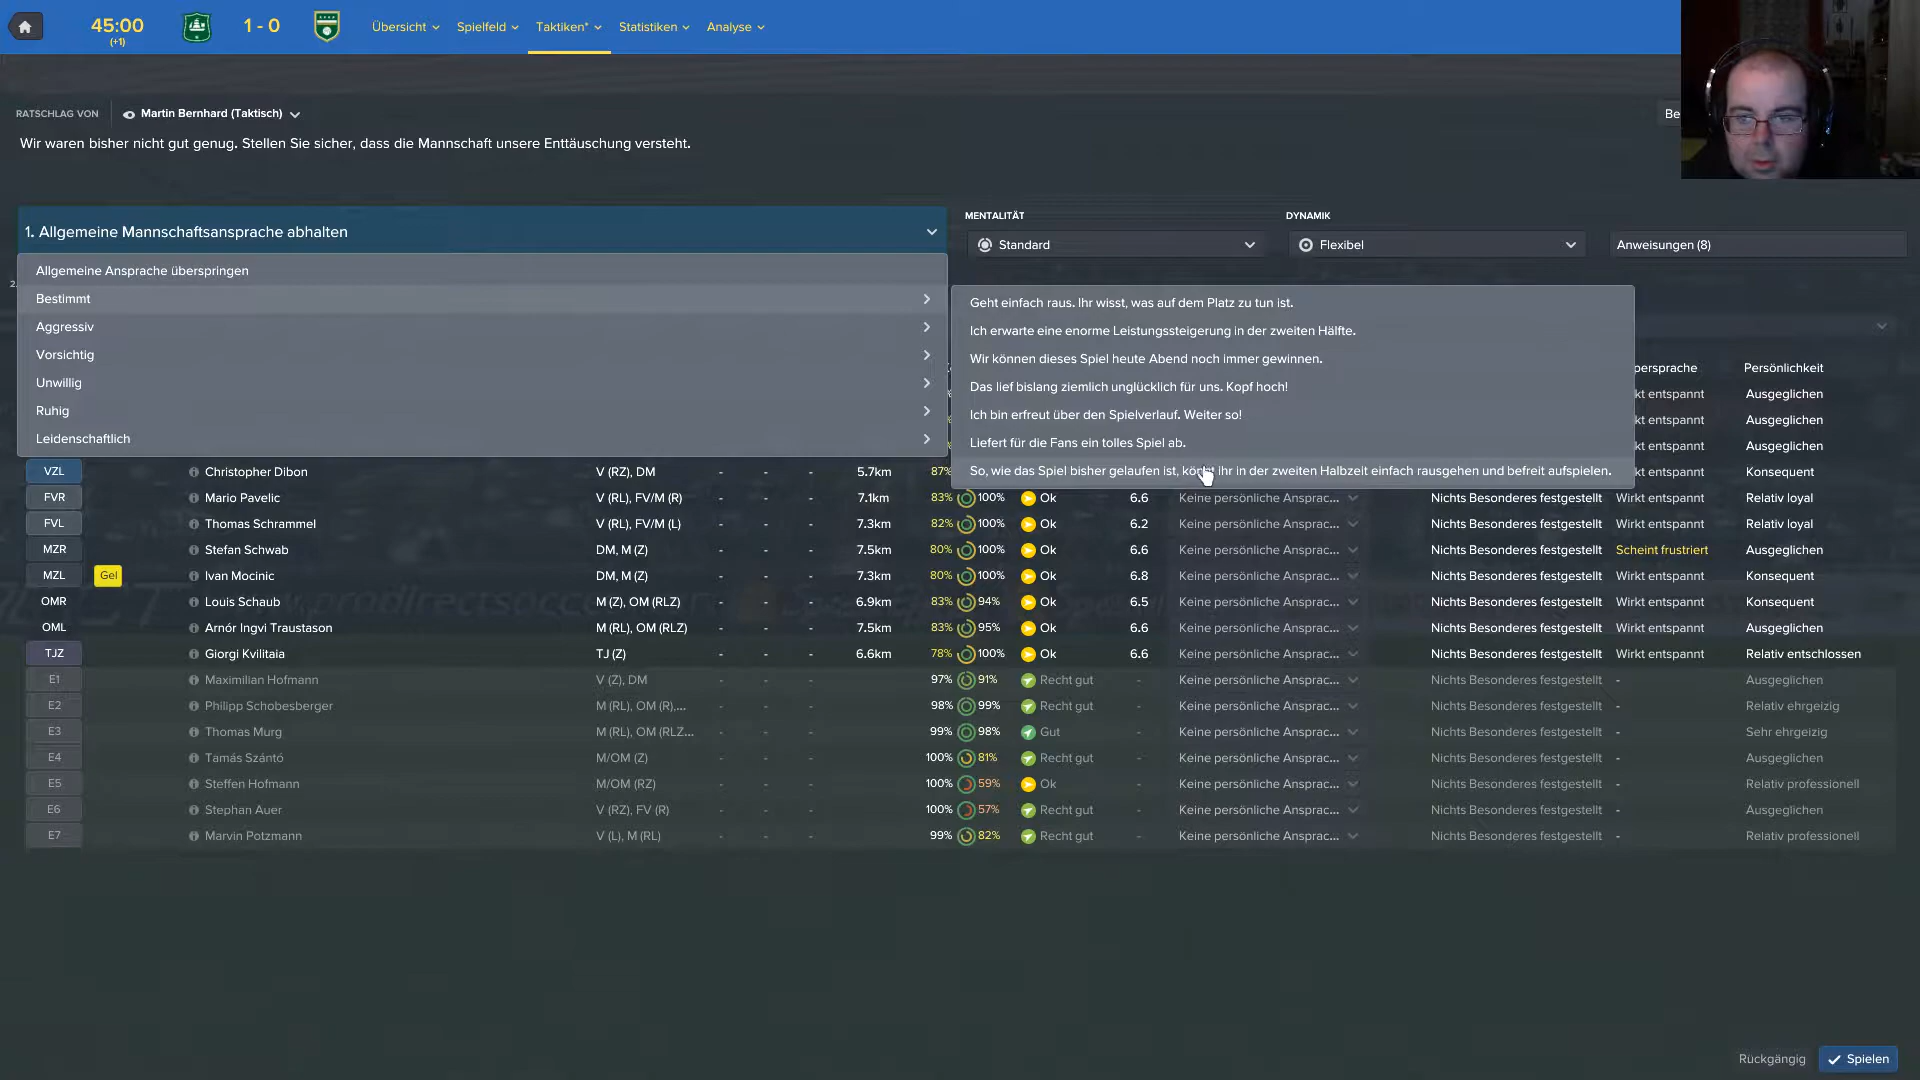 45:00
(+1)
1 - 0
Übersicht
Spielfeld
Taktiken*
Statistiken
Analyse
RATSCHLAG VON
Martin Bernhard (Taktisch)
Be
Wir waren bisher nicht gut genug. Stellen Sie sicher, dass die Mannschaft unsere Enttäuschung versteht.
1. Allgemeine Mannschaftsansprache abhalten
MENTALITÄT
DYNAMIK
Standard
Flexibel
Anweisungen (8)
2.
Allgemeine Ansprache überspringen
Bestimmt
Aggressiv
Vorsichtig
Unwillig
Ruhig
Leidenschaftlich
Geht einfach raus. Ihr wisst, was auf dem Platz zu tun ist.
Ich erwarte eine enorme Leistungssteigerung in der zweiten Hälfte.
Wir können dieses Spiel heute Abend noch immer gewinnen.
Das lief bislang ziemlich unglücklich für uns. Kopf hoch!
Ich bin erfreut über den Spielverlauf. Weiter so!
Liefert für die Fans ein tolles Spiel ab.
So, wie das Spiel bisher gelaufen ist, könnt ihr in der zweiten Halbzeit einfach rausgehen und befreit aufspielen.
persprache Persönlichkeit
kt entspannt Ausgeglichen
kt entspannt Ausgeglichen
kt entspannt Ausgeglichen
VZL Christopher Dibon V (RZ), DM - - - 5.7km 87% kt entspannt Konsequent
FVR Mario Pavelic V (RL), FV/M (R) - - - 7.1km 83% 100% Ok 6.6 Keine persönliche Ansprac... Nichts Besonderes festgestellt Wirkt entspannt Relativ loyal
FVL Thomas Schrammel V (RL), FV/M (L) - - - 7.3km 82% 100% Ok 6.2 Keine persönliche Ansprac... Nichts Besonderes festgestellt Wirkt entspannt Relativ loyal
MZR Stefan Schwab DM, M (Z) - - - 7.5km 80% 100% Ok 6.6 Keine persönliche Ansprac... Nichts Besonderes festgestellt Scheint frustriert Ausgeglichen
MZL Gel Ivan Mocinic DM, M (Z) - - - 7.3km 80% 100% Ok 6.8 Keine persönliche Ansprac... Nichts Besonderes festgestellt Wirkt entspannt Konsequent
OMR Louis Schaub M (Z), OM (RLZ) - - - 6.9km 83% 94% Ok 6.5 Keine persönliche Ansprac... Nichts Besonderes festgestellt Wirkt entspannt Konsequent
OML Arnór Ingvi Traustason M (RL), OM (RLZ) - - - 7.5km 83% 95% Ok 6.6 Keine persönliche Ansprac... Nichts Besonderes festgestellt Wirkt entspannt Ausgeglichen
TJZ Giorgi Kvilitaia TJ (Z) - - - 6.6km 78% 100% Ok 6.6 Keine persönliche Ansprac... Nichts Besonderes festgestellt Wirkt entspannt Relativ entschlossen
E1 Maximilian Hofmann V (Z), DM - - - 97% 91% Recht gut - Keine persönliche Ansprac... Nichts Besonderes festgestellt - Ausgeglichen
E2 Philipp Schobesberger M (RL), OM (R),... - - - 98% 99% Recht gut - Keine persönliche Ansprac... Nichts Besonderes festgestellt - Relativ ehrgeizig
E3 Thomas Murg M (RL), OM (RLZ... - - - 99% 98% Gut - Keine persönliche Ansprac... Nichts Besonderes festgestellt - Sehr ehrgeizig
E4 Tamás Szántó M/OM (Z) - - - 100% 81% Recht gut - Keine persönliche Ansprac... Nichts Besonderes festgestellt - Ausgeglichen
E5 Steffen Hofmann M/OM (RZ) - - - 100% 59% Ok - Keine persönliche Ansprac... Nichts Besonderes festgestellt - Relativ professionell
E6 Stephan Auer V (RZ), FV (R) - - - 100% 57% Recht gut - Keine persönliche Ansprac... Nichts Besonderes festgestellt - Ausgeglichen
E7 Marvin Potzmann V (L), M (RL) - - - 99% 82% Recht gut - Keine persönliche Ansprac... Nichts Besonderes festgestellt - Relativ professionell
Rückgängig
Spielen